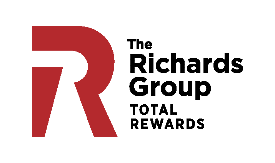 The
Richards
Group
TOTAL
REWARDS